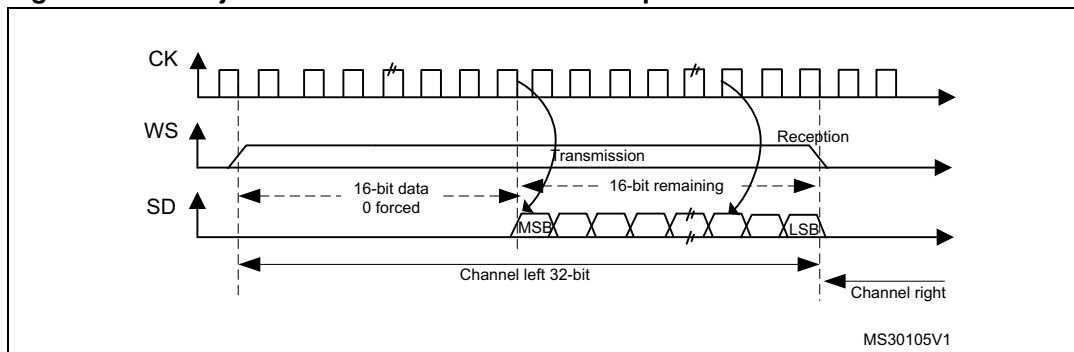 CK
WS
Reception
Transmission
16-bit data
0 forced
16-bit remaining
SD
MSB
LSB
Channel left 32-bit
Channel right
MS30105V1